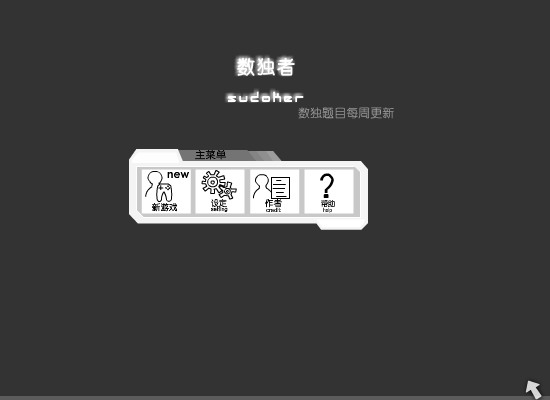 数独者
sudoker
数独题目每周更新
主菜单
new
新游戏
设定
setting
作者
credit
帮助
help